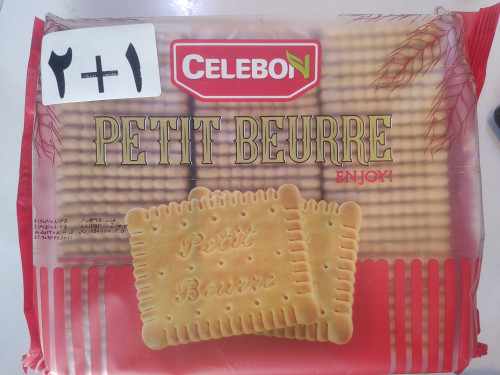 ٢+١
CELEBON
PETIT BEURRE
ENJOY!
Petit
Beurre